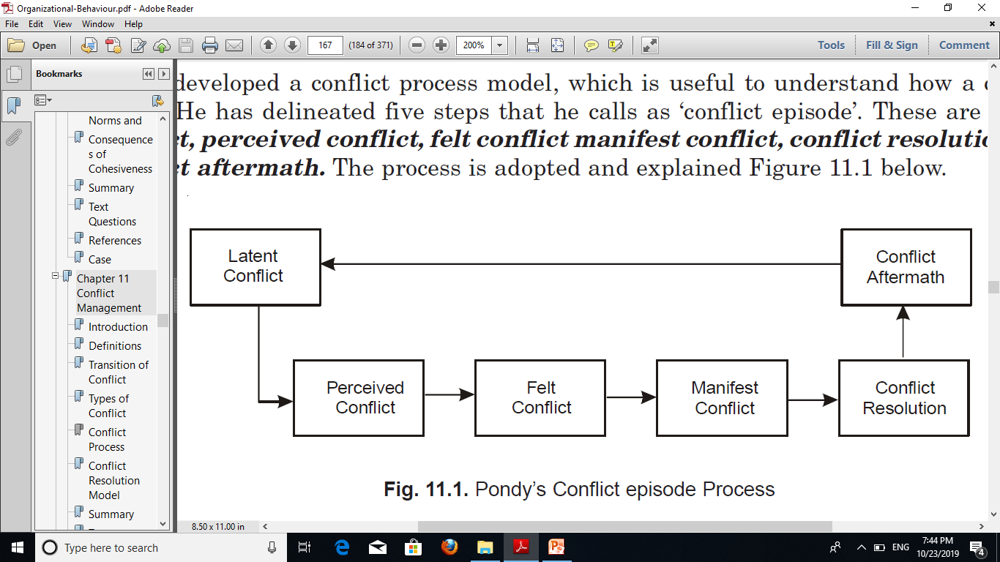 Organizational-Behaviour.pdf - Adobe Reader
File Edit View Window Help
Open
167
(184 of 371)
200%
Tools
Fill & Sign
Comment
Bookmarks
Norms and
Consequence
s of
Cohesiveness
Summary
Text
Questions
References
Case
Chapter 11
Conflict
Management
Introduction
Definitions
Transition of
Conflict
Types of
Conflict
Conflict
Process
Conflict
Resolution
Model
Summary
developed a conflict process model, which is useful to understand how a
He has delineated five steps that he calls as ‘conflict episode’. These are
ct, perceived conflict, felt conflict manifest conflict, conflict resolutio
ct aftermath. The process is adopted and explained Figure 11.1 below.
Latent
Conflict
Conflict
Aftermath
Perceived
Conflict
Felt
Conflict
Manifest
Conflict
Conflict
Resolution
Fig. 11.1. Pondy’s Conflict episode Process
8.50 x 11.00 in
Type here to search
ENG
7:44 PM
10/23/2019
4